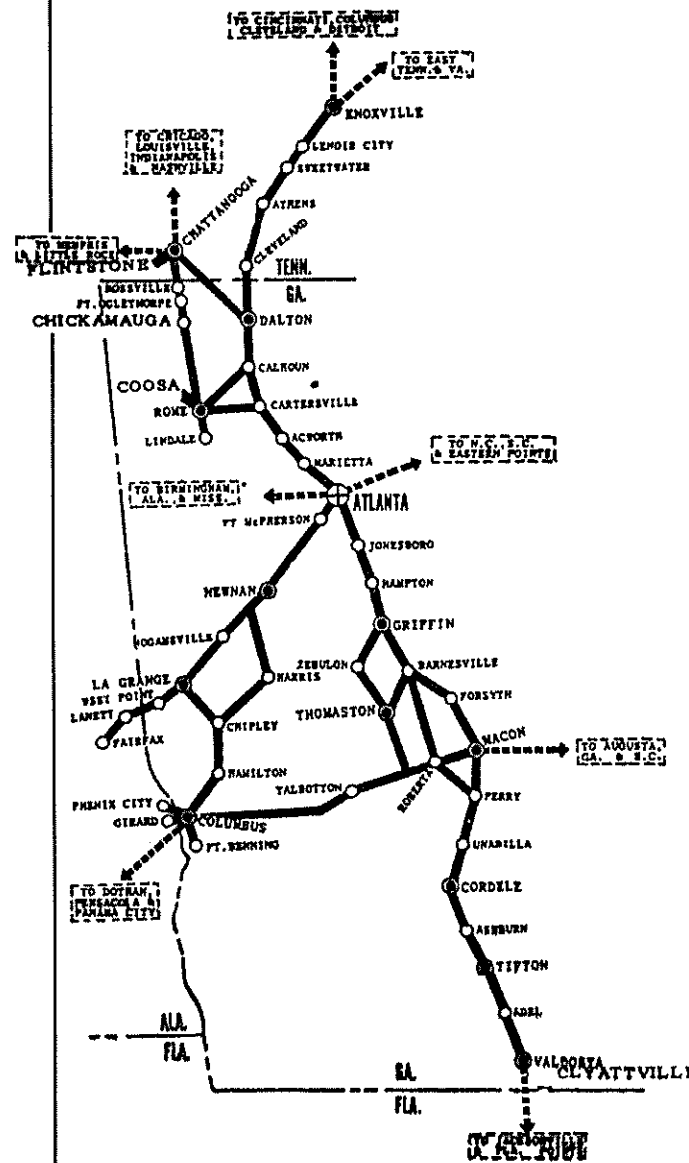 TO CINCINNATI, COLUMBUS
CLEVELAND & DETROIT
TO EAST
TENN. & VA.
KNOXVILLE
TO CHICAGO,
LOUISVILLE,
INDIANAPOLIS
& NASHVILLE
LENOIS CITY
SWEETWATER
ATHENS
CHATTANOOGA
TO MEMPHIS
& LITTLE ROCK
FLINTSTONE
CLEVELAND
TENN.
GA.
ROSSVILLE
FT. OGLETHORPE
CHICKAMAUGA
DALTON
CALHOUN
COOSA
ROME
CARTERSVILLE
LINDALE
ACWORTH
MARIETTA
TO N.C., S.C.
& EASTERN POINTS
TO BIRMINGHAM,
ALA., & MISS.
ATLANTA
FT McPHERSON
JONESBORO
NEWNAN
HAMPTON
GRIFFIN
HOGANSVILLE
ZEBULON
BARNESVILLE
LA GRANGE
HARRIS
WEST POINT
FORSYTH
LANETT
THOMASTON
CHIPLEY
FAIRFAX
MACON
TO AUGUSTA,
GA. & S.C.
HAMILTON
TALBOTTON
ROBERTA
PHENIX CITY
PERRY
GIRARD
COLUMBUS
FT. BENNING
UNADILLA
TO DOTHAN,
PENSACOLA &
PANAMA CITY
CORDELE
ASHBURN
TIFTON
ADEL
ALA.
FLA.
VALDOSTA
CLYATTVILLE
GA.
FLA.